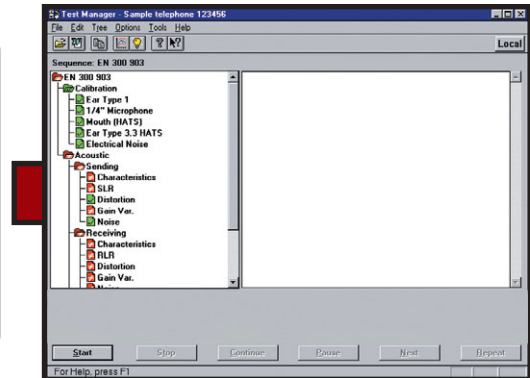 Test Manager - Sample telephone 123456
File Edit Tree Options Tools Help
Local
Sequence: EN 300 903
EN 300 903
Calibration
Ear Type 1
1/4" Microphone
Mouth (HATS)
Ear Type 3.3 HATS
Electrical Noise
Acoustic
Sending
Characteristics
SLR
Distortion
Gain Var.
Noise
Receiving
Characteristics
RLR
Distortion
Gain Var.
Noise
Start Stop Continue Pause Next Repeat
For Help, press F1